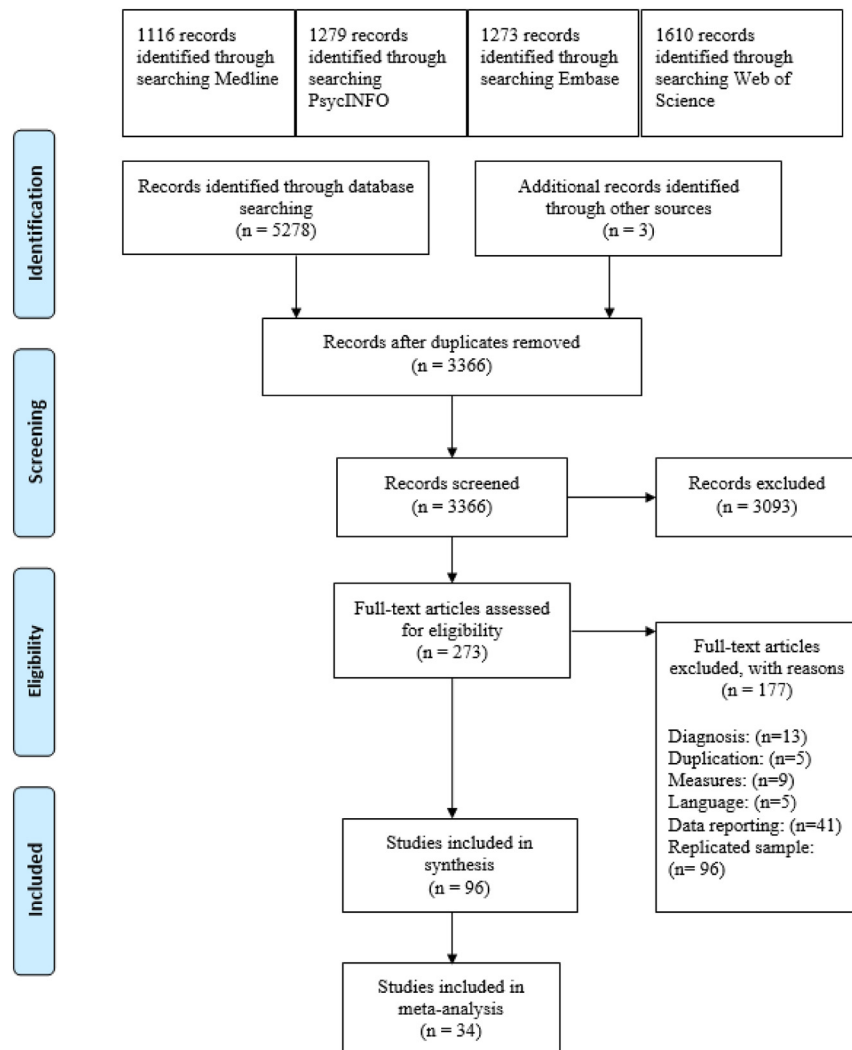 1116 records
identified through
searching Medline
1279 records
identified through
searching
PsycINFO
1273 records
identified through
searching Embase
1610 records
identified through
searching Web of
Science
Identification
Records identified through database
searching
(n = 5278)
Additional records identified
through other sources
(n = 3)
Records after duplicates removed
(n = 3366)
Screening
Records screened
(n = 3366)
Records excluded
(n = 3093)
Eligibility
Full-text articles assessed
for eligibility
(n = 273)
Full-text articles
excluded, with reasons
(n = 177)
Diagnosis: (n=13)
Duplication: (n=5)
Measures: (n=9)
Language: (n=5)
Data reporting: (n=41)
Replicated sample:
(n= 96)
Included
Studies included in
synthesis
(n = 96)
Studies included in
meta-analysis
(n = 34)